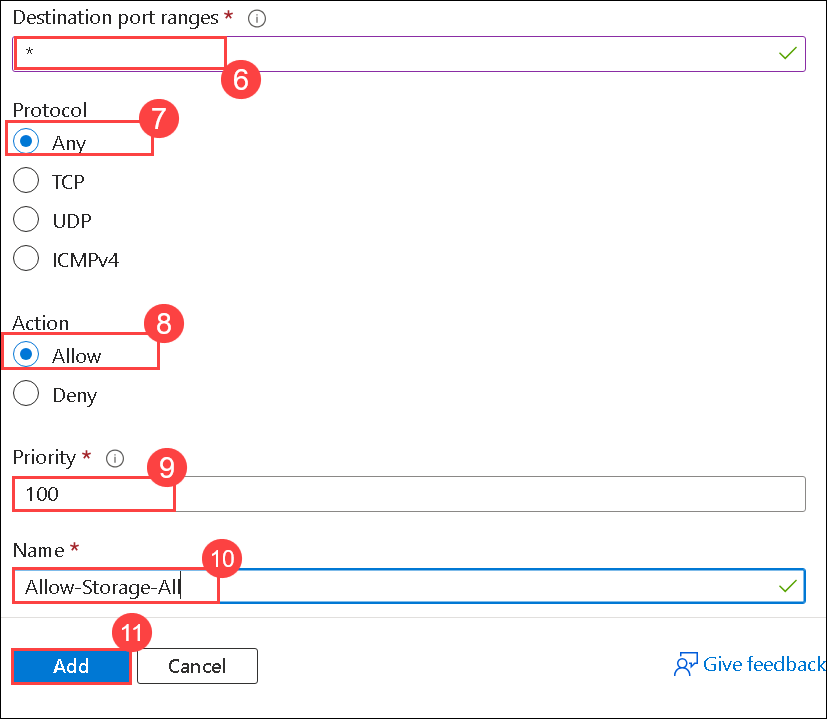 Destination port ranges * i
*
6
Protocol
7
Any
TCP
UDP
ICMPv4
Action
8
Allow
Deny
Priority * i
9
100
Name *
10
Allow-Storage-All
11
Add Cancel Give feedback